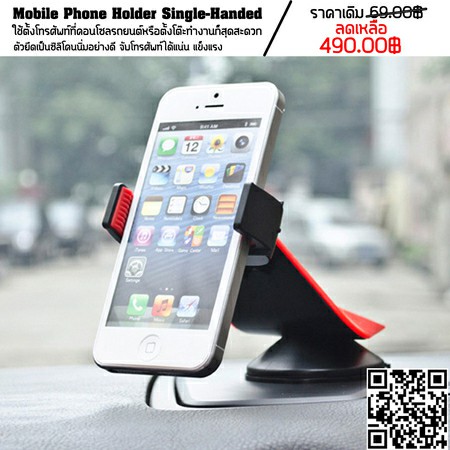 Mobile Phone Holder Single-Handed
ใช้ตั้งโทรศัพท์ที่คอนโซลรถยนต์หรือตั้งโต๊ะทำงานก็สุดสะดวก
ตัวยึดเป็นซิลิโคนนิ่มอย่างดี จับโทรศัพท์ได้แน่น แข็งแรง
ราคาเดิม 69.00฿
ลดเหลือ
490.00฿
9:41 AM